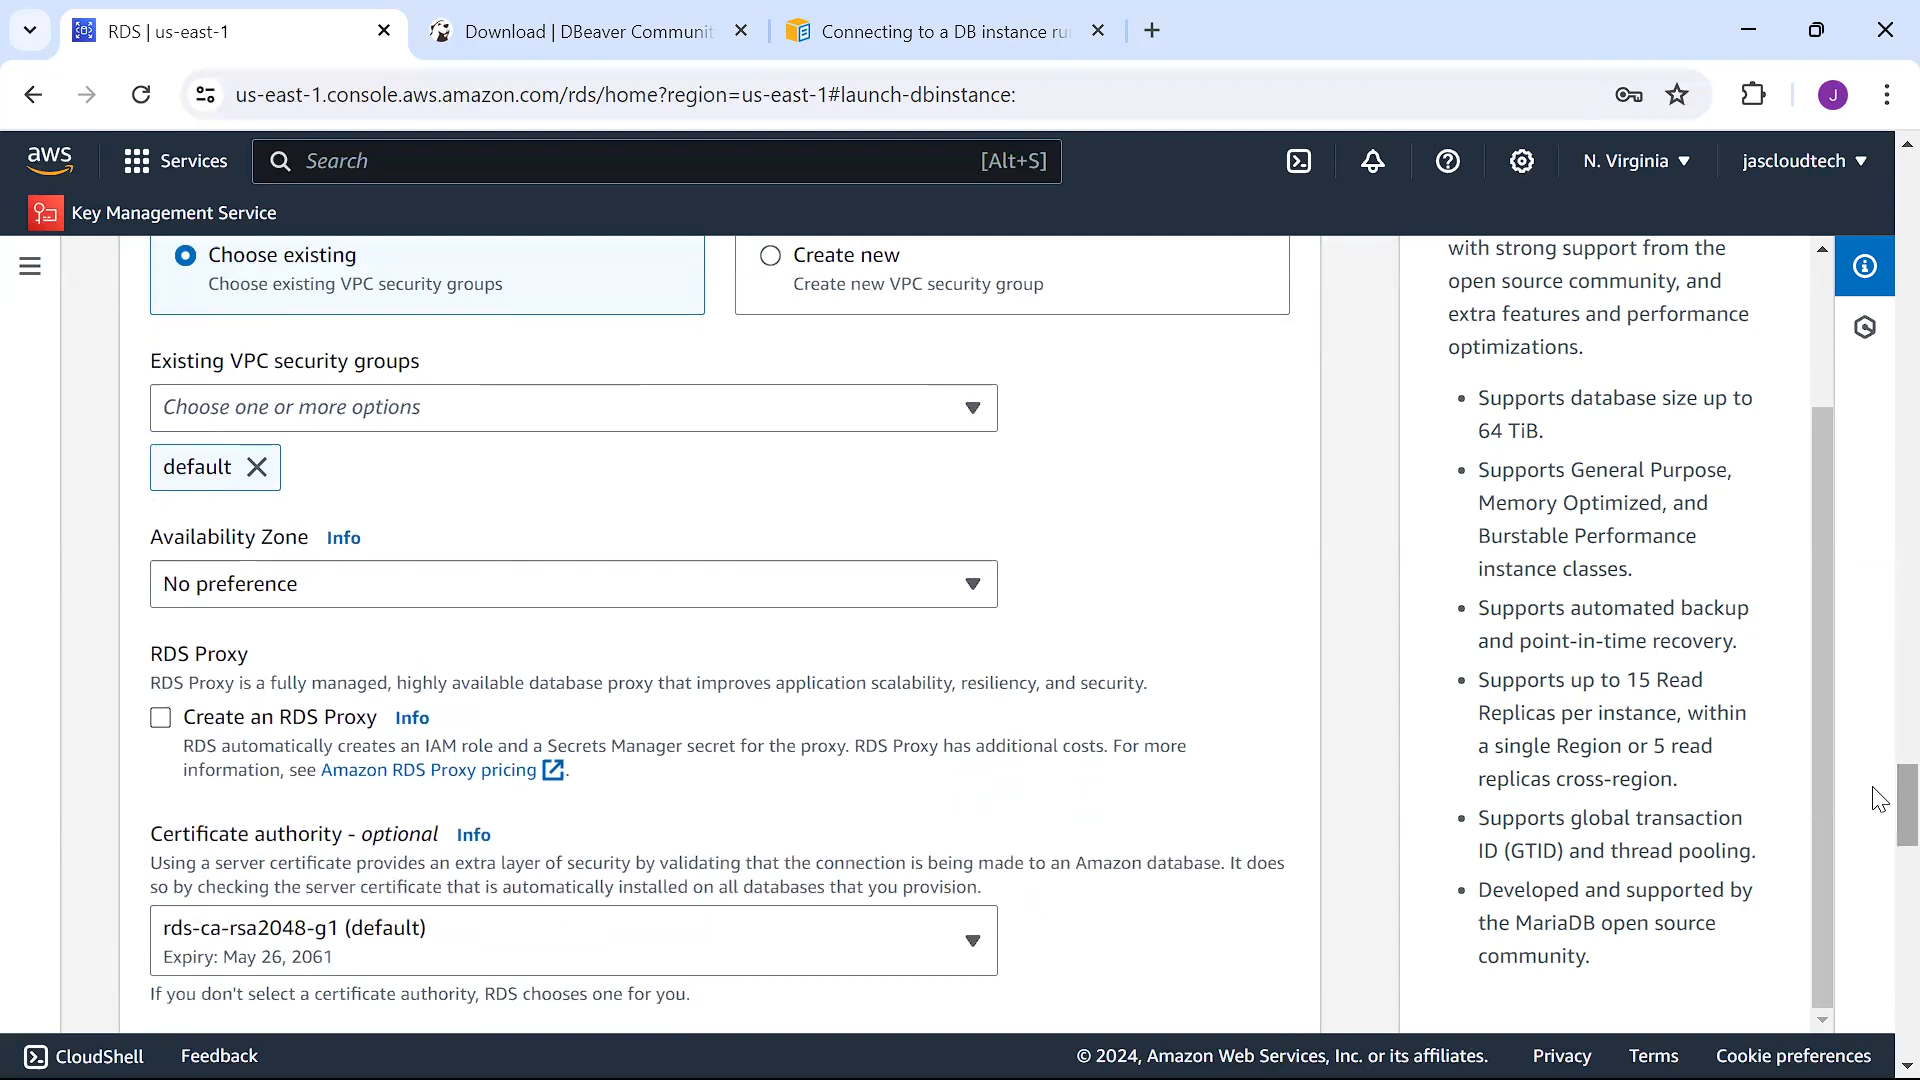 RDS | us-east-1
Download | DBeaver Communit
Connecting to a DB instance ru
us-east-1.console.aws.amazon.com/rds/home?region=us-east-1#launch-dbinstance:
J
aws
Services
Search
[Alt+S]
N. Virginia
jascloudtech
Key Management Service
Choose existing
Choose existing VPC security groups
Create new
Create new VPC security group
Existing VPC security groups
Choose one or more options
default
Availability Zone Info
No preference
RDS Proxy
RDS Proxy is a fully managed, highly available database proxy that improves application scalability, resiliency, and security.
Create an RDS Proxy Info
RDS automatically creates an IAM role and a Secrets Manager secret for the proxy. RDS Proxy has additional costs. For more
information, see Amazon RDS Proxy pricing .
Certificate authority - optional Info
Using a server certificate provides an extra layer of security by validating that the connection is being made to an Amazon database. It does
so by checking the server certificate that is automatically installed on all databases that you provision.
rds-ca-rsa2048-g1 (default)
Expiry: May 26, 2061
If you don't select a certificate authority, RDS chooses one for you.
with strong support from the
open source community, and
extra features and performance
optimizations.
• Supports database size up to
64 TiB.
• Supports General Purpose,
Memory Optimized, and
Burstable Performance
instance classes.
• Supports automated backup
and point-in-time recovery.
• Supports up to 15 Read
Replicas per instance, within
a single Region or 5 read
replicas cross-region.
• Supports global transaction
ID (GTID) and thread pooling.
• Developed and supported by
the MariaDB open source
community.
CloudShell
Feedback
© 2024, Amazon Web Services, Inc. or its affiliates.
Privacy
Terms
Cookie preferences